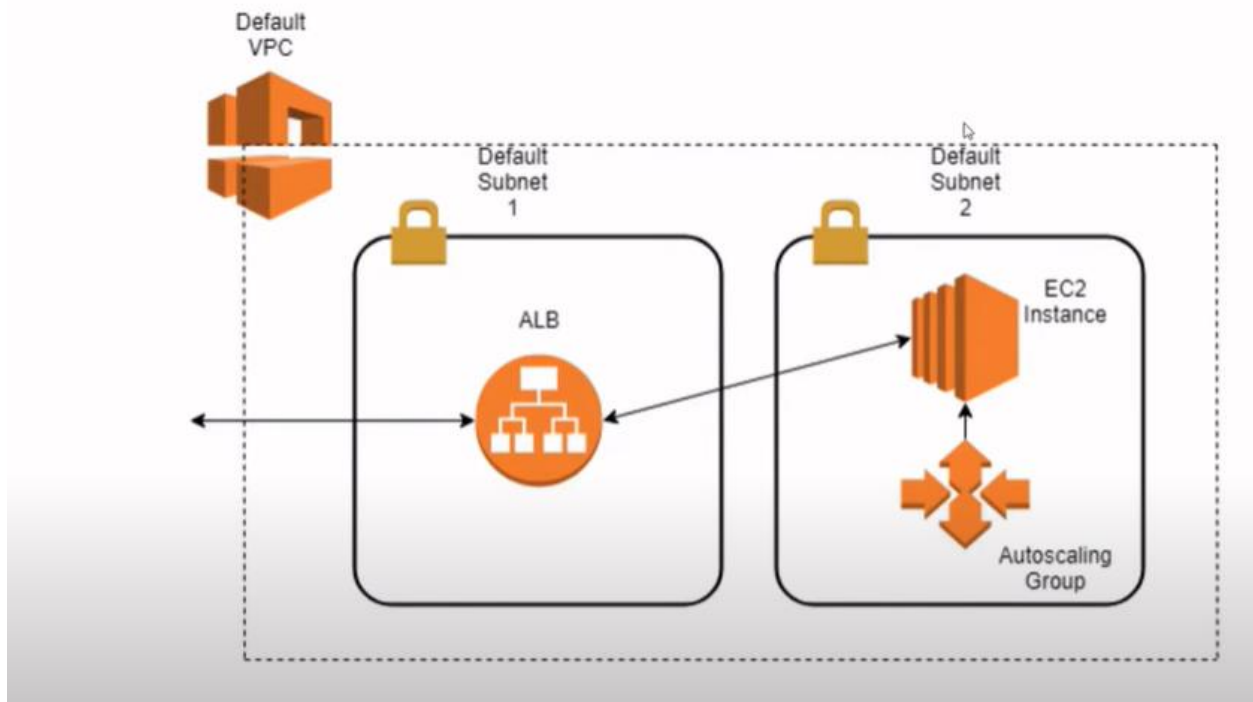 Default
VPC
Default
Subnet
1
Default
Subnet
2
ALB
EC2
Instance
Autoscaling
Group